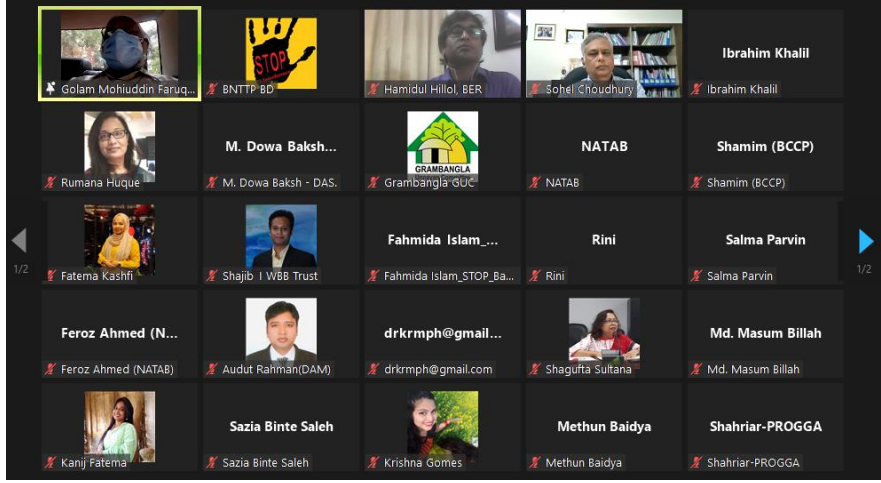 Golam Mohiuddin Faruq...
STOP
BNTTP BD
Hamidul Hillol, BER
Sohel Choudhury
Ibrahim Khalil
Ibrahim Khalil
Rumana Huque
M. Dowa Baksh...
M. Dowa Baksh - DAS.
GRAMBANGLA
Grambangla GUC
NATAB
NATAB
Shamim (BCCP)
Shamim (BCCP)
1/2
Fatema Kashfi
Shajib I WBB Trust
Fahmida Islam_...
Fahmida Islam_STOP_Ba...
Rini
Rini
Salma Parvin
Salma Parvin
1/2
Feroz Ahmed (N...
Feroz Ahmed (NATAB)
Audut Rahman(DAM)
drkrmph@gmail...
drkrmph@gmail.com
Shagufta Sultana
Md. Masum Billah
Md. Masum Billah
Kanij Fatema
Sazia Binte Saleh
Sazia Binte Saleh
Krishna Gomes
Methun Baidya
Methun Baidya
Shahriar-PROGGA
Shahriar-PROGGA